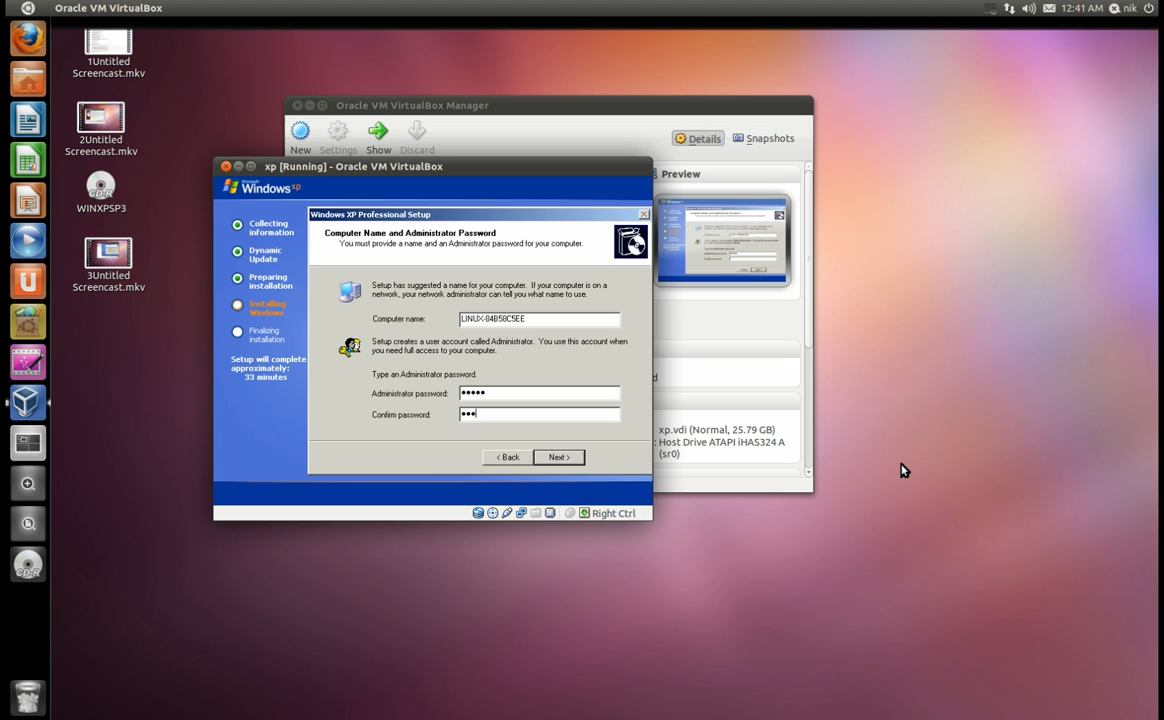 Oracle VM VirtualBox
12:41 AM
nik
1Untitled
Screencast.mkv
2Untitled
Screencast.mkv
WINXPSP3
3Untitled
Screencast.mkv
Oracle VM VirtualBox Manager
New
Settings
Show
Discard
Details
Snapshots
Preview
xp [Running] - Oracle VM VirtualBox
Microsoft
Windows xp
Collecting
information
Dynamic
Update
Preparing
installation
Installing
Windows
Finalizing
installation
Setup will complete
approximately:
33 minutes
Windows XP Professional Setup
Computer Name and Administrator Password
You must provide a name and an Administrator password for your computer.
Setup has suggested a name for your computer. If your computer is on a
network, your network administrator can tell you what name to use.
Computer name:
LINUX-84B58C5EE
Setup creates a user account called Administrator. You use this account when
you need full access to your computer.
Type an Administrator password.
Administrator password: •••••
Confirm password: •••
< Back
Next >
d
xp.vdi (Normal, 25.79 GB)
: Host Drive ATAPI iHAS324 A
(sr0)
Right Ctrl
CD-R